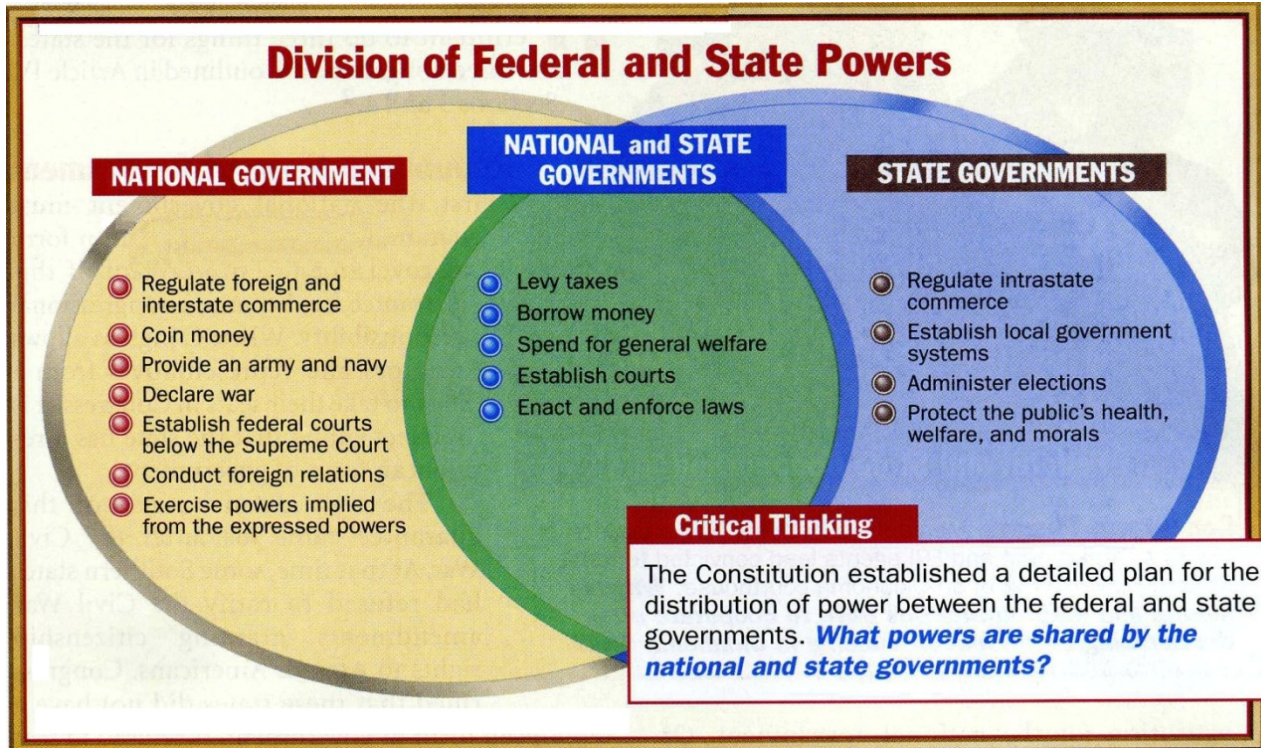 Division of Federal and State Powers
NATIONAL GOVERNMENT
Regulate foreign and
interstate commerce
Coin money
Provide an army and navy
Declare war
Establish federal courts
below the Supreme Court
Conduct foreign relations
Exercise powers implied
from the expressed powers
NATIONAL and STATE
GOVERNMENTS
Levy taxes
Borrow money
Spend for general welfare
Establish courts
Enact and enforce laws
STATE GOVERNMENTS
Regulate intrastate
commerce
Establish local government
systems
Administer elections
Protect the public's health,
welfare, and morals
Critical Thinking
The Constitution established a detailed plan for the
distribution of power between the federal and state
governments. What powers are shared by the
national and state governments?